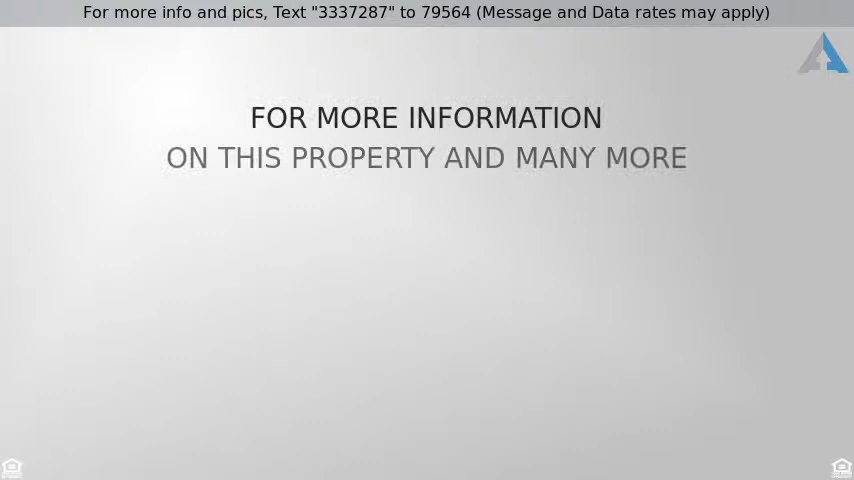 For more info and pics, Text "3337287" to 79564 (Message and Data rates may apply)
FOR MORE INFORMATION
ON THIS PROPERTY AND MANY MORE